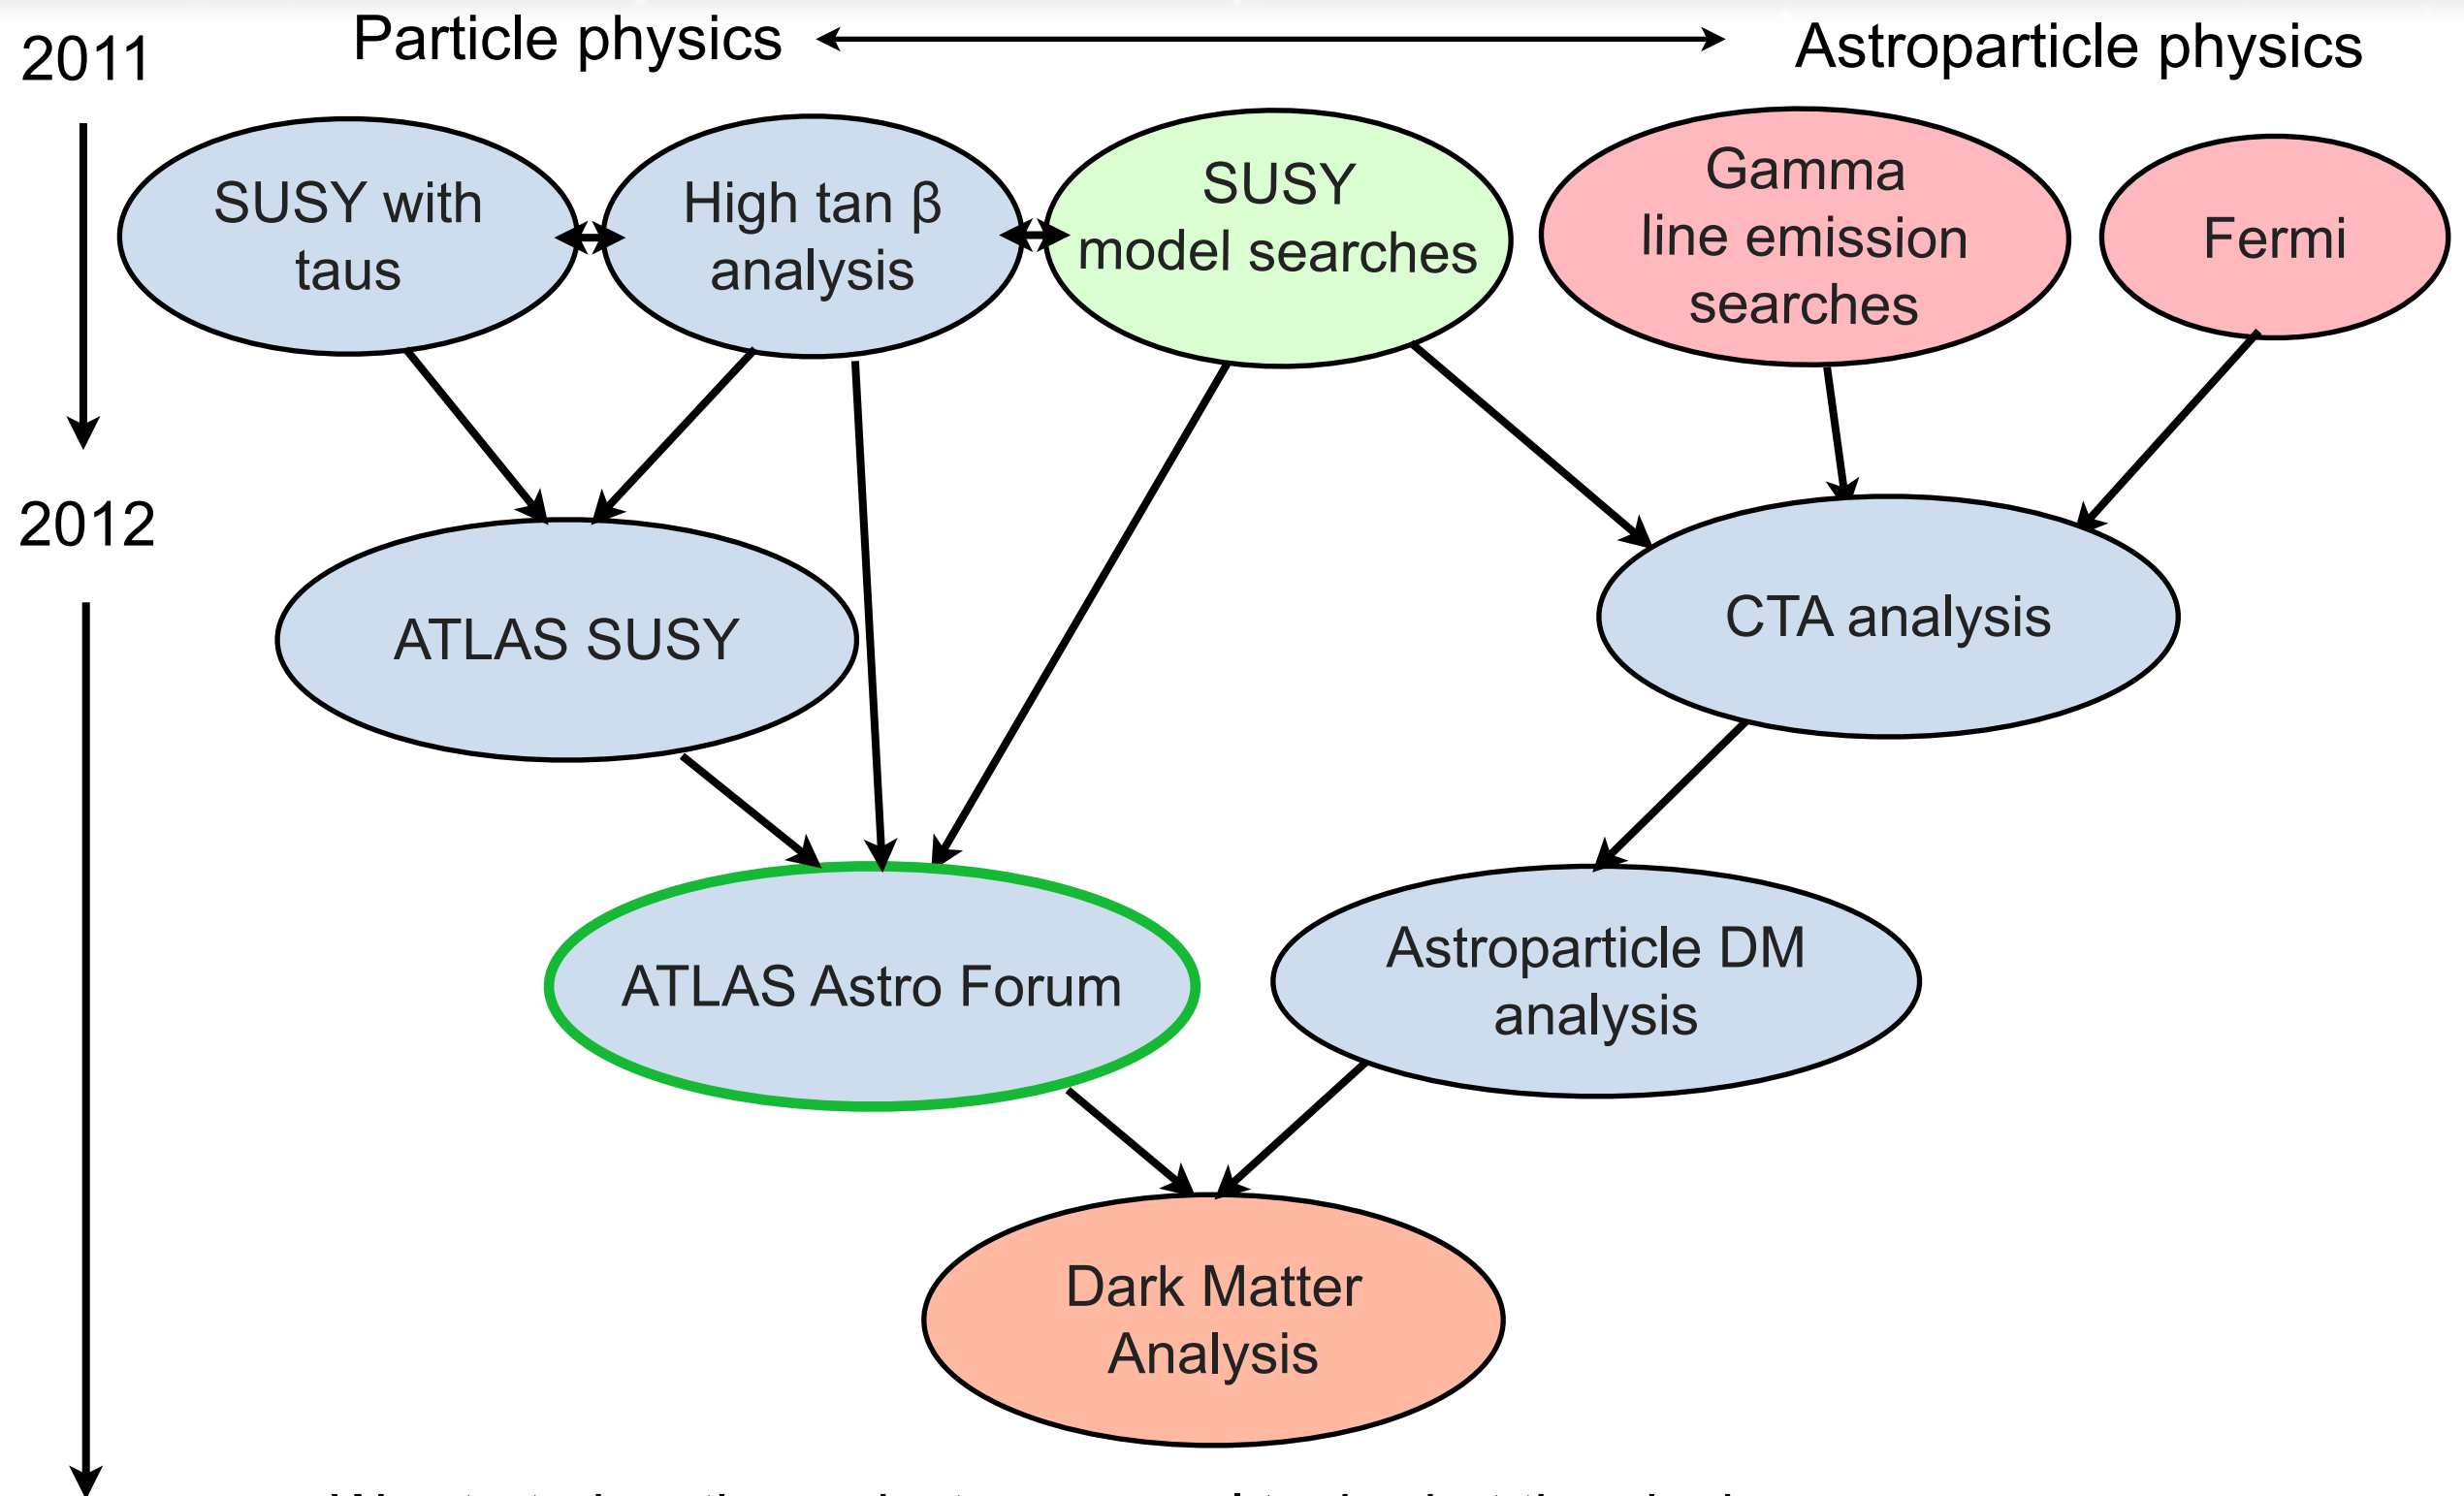 2011
Particle physics
Astroparticle physics
SUSY with
taus
High tan β
analysis
SUSY
model searches
Gamma
line emission
searches
Fermi
2012
ATLAS SUSY
CTA analysis
ATLAS Astro Forum
Astroparticle DM
analysis
Dark Matter
Analysis